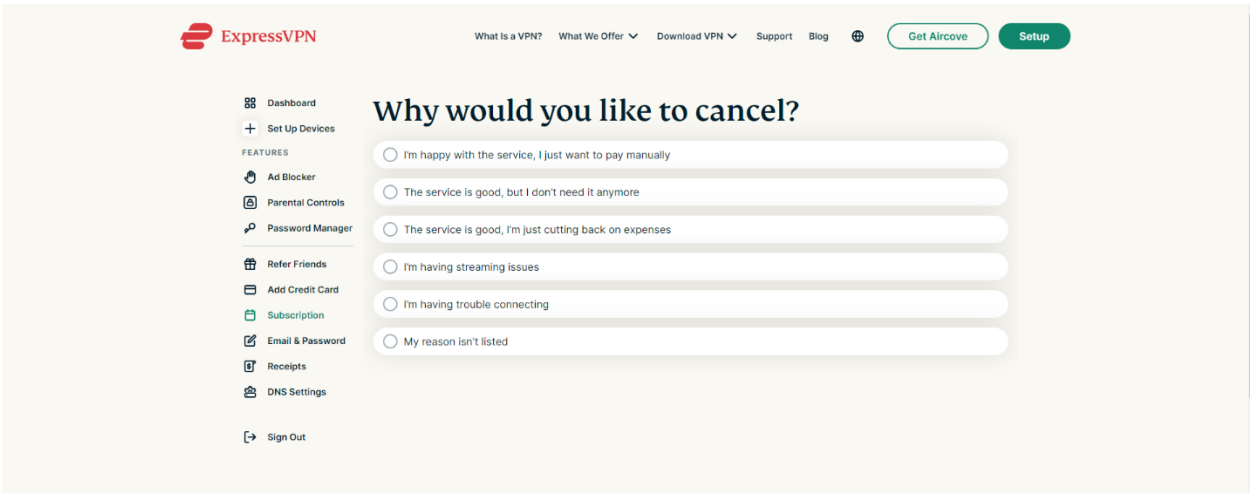 ExpressVPN
What Is a VPN? What We Offer Download VPN Support Blog Get Aircove Setup
Dashboard
Set Up Devices
FEATURES
Ad Blocker
Parental Controls
Password Manager
Refer Friends
Add Credit Card
Subscription
Email & Password
Receipts
DNS Settings
Sign Out
Why would you like to cancel?
I'm happy with the service, I just want to pay manually
The service is good, but I don't need it anymore
The service is good, I'm just cutting back on expenses
I'm having streaming issues
I'm having trouble connecting
My reason isn't listed